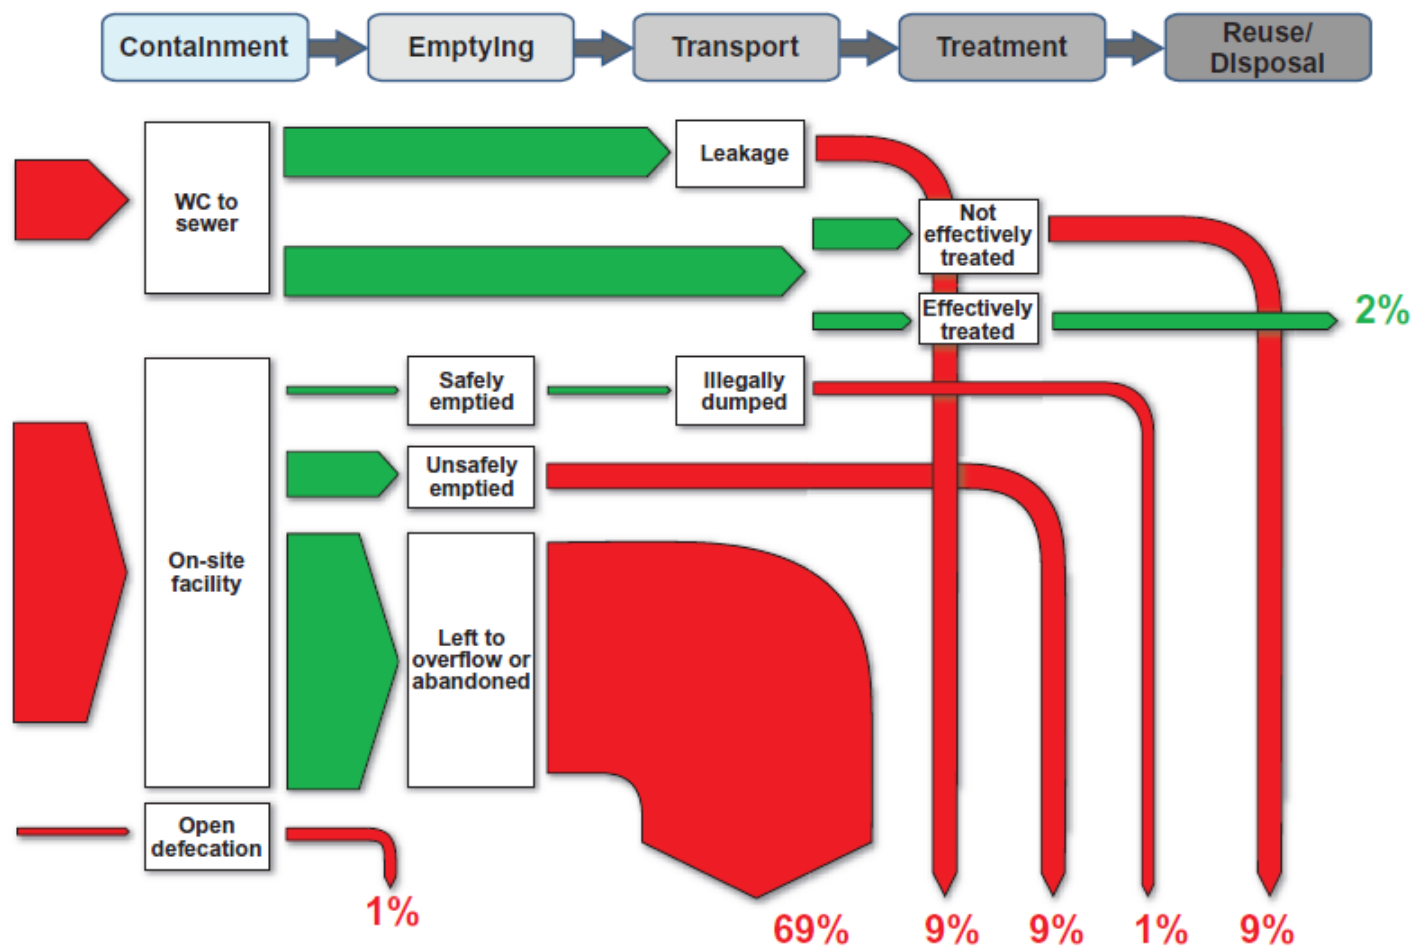 Containment
Emptying
Transport
Treatment
Reuse/
Disposal
WC to
sewer
Leakage
Not
effectively
treated
Effectively
treated
2%
Safely
emptied
Illegally
dumped
Unsafely
emptied
On-site
facility
Left to
overflow or
abandoned
Open
defecation
1%
69%
9%
9%
1%
9%